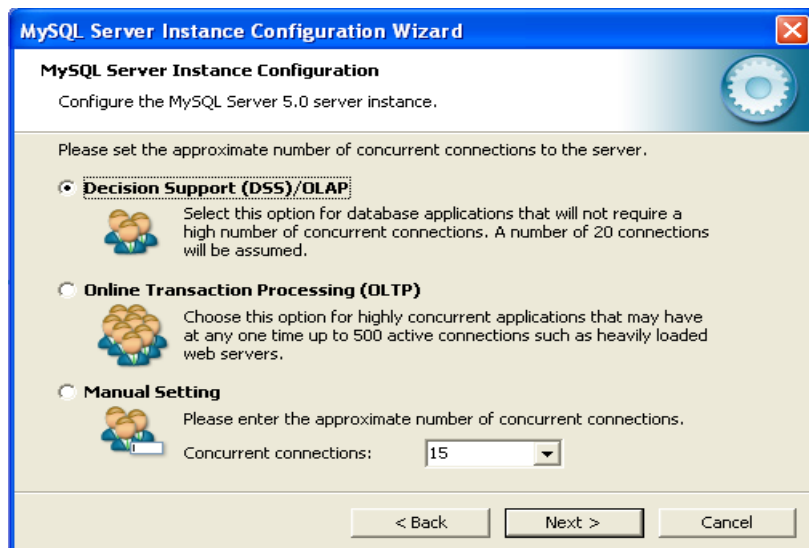 MySQL Server Instance Configuration Wizard
MySQL Server Instance Configuration
Configure the MySQL Server 5.0 server instance.
Please set the approximate number of concurrent connections to the server.
Decision Support (DSS)/OLAP
Select this option for database applications that will not require a
high number of concurrent connections. A number of 20 connections
will be assumed.
Online Transaction Processing (OLTP)
Choose this option for highly concurrent applications that may have
at any one time up to 500 active connections such as heavily loaded
web servers.
Manual Setting
Please enter the approximate number of concurrent connections.
Concurrent connections: 15
< Back Next > Cancel